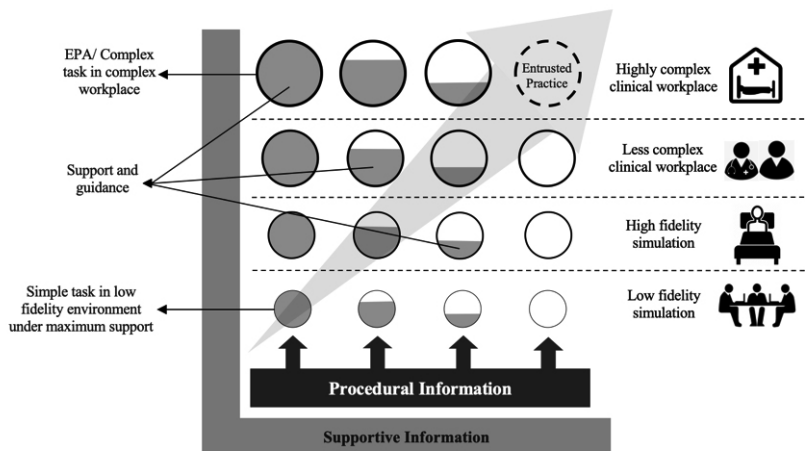 EPA/ Complex
task in complex
workplace
Entrusted
Practice
Highly complex
clinical workplace
Support and
guidance
Less complex
clinical workplace
High fidelity
simulation
Simple task in low
fidelity environment
under maximum support
Low fidelity
simulation
Procedural Information
Supportive Information